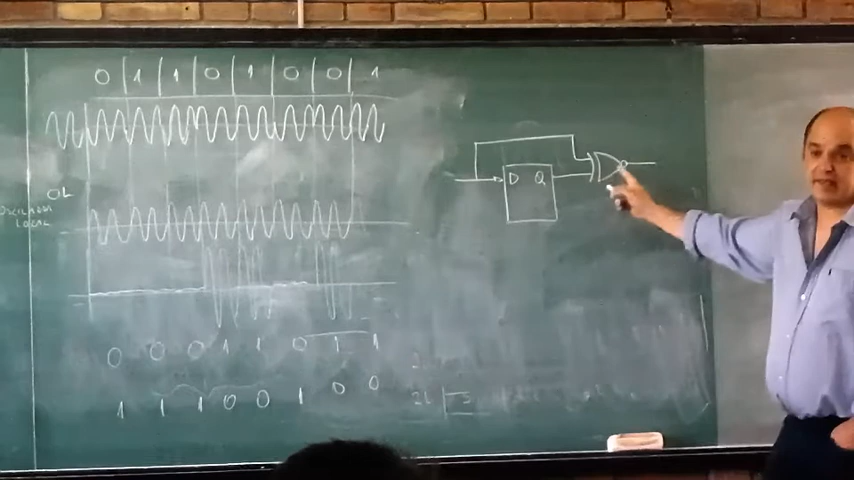 0 1 1 0 1 0 0 1
OL
OSCILADOR
LOCAL
D Q
0 0 0 1 1 0 1 1
1 1 1 0 0 1 0 0